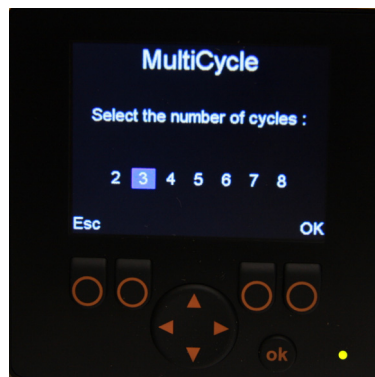 MultiCycle
Select the number of cycles :
2 3 4 5 6 7 8
Esc OK
ok